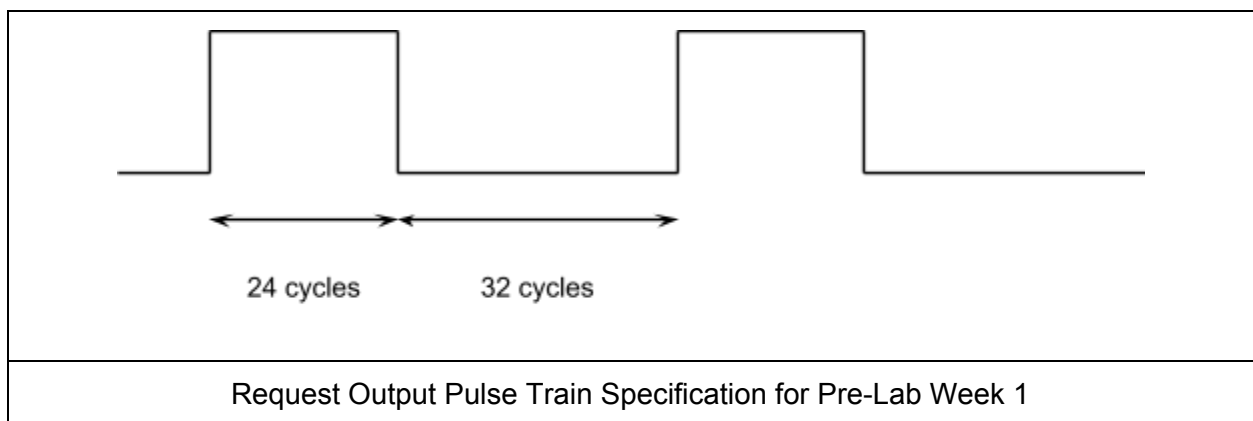 24 cycles 32 cycles
Request Output Pulse Train Specification for Pre-Lab Week 1